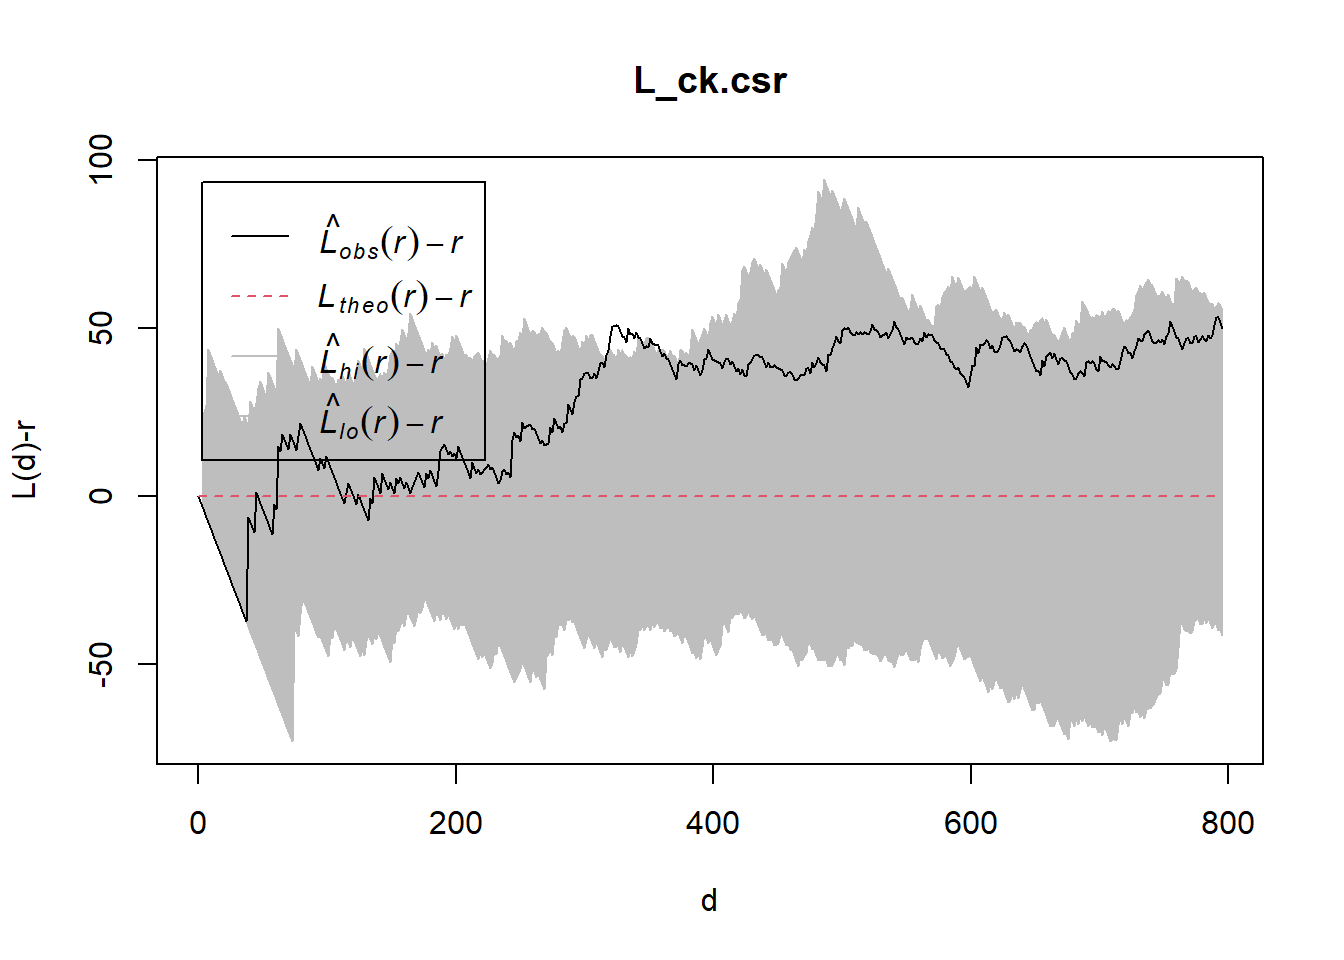 L_ck.csr
L(d)-r
100
50
0
-50
L̂obs(r) – r
Ltheo(r) – r
L̂hi(r) – r
L̂lo(r) – r
0 200 400 600 800
d